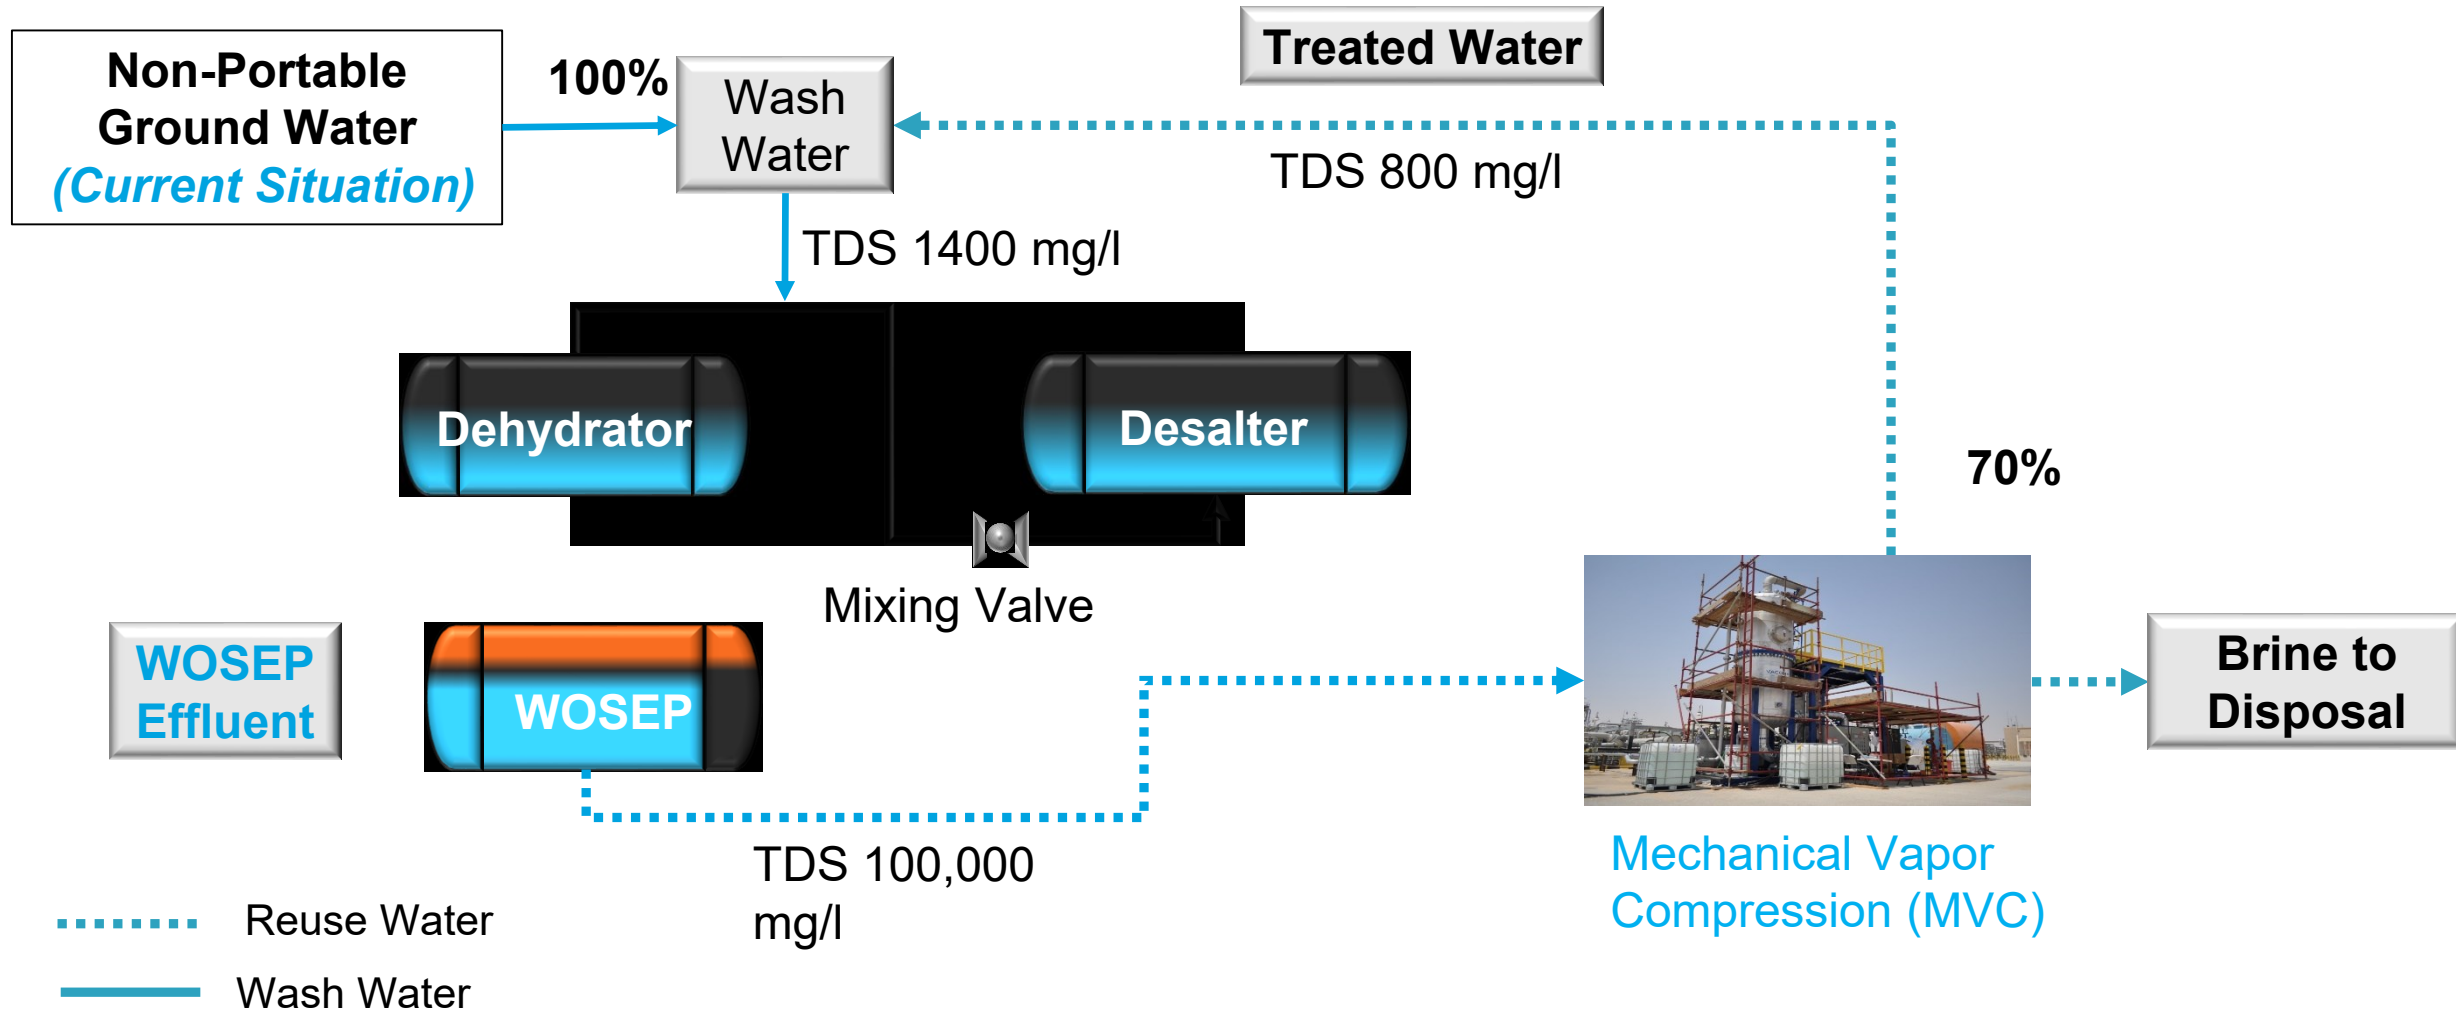 Non-Portable
Ground Water
(Current Situation)
100%
Wash
Water
Treated Water
TDS 800 mg/l
TDS 1400 mg/l
Dehydrator
Desalter
70%
Mixing Valve
WOSEP
Effluent
WOSEP
Brine to
Disposal
TDS 100,000
mg/l
Mechanical Vapor
Compression (MVC)
Reuse Water
Wash Water